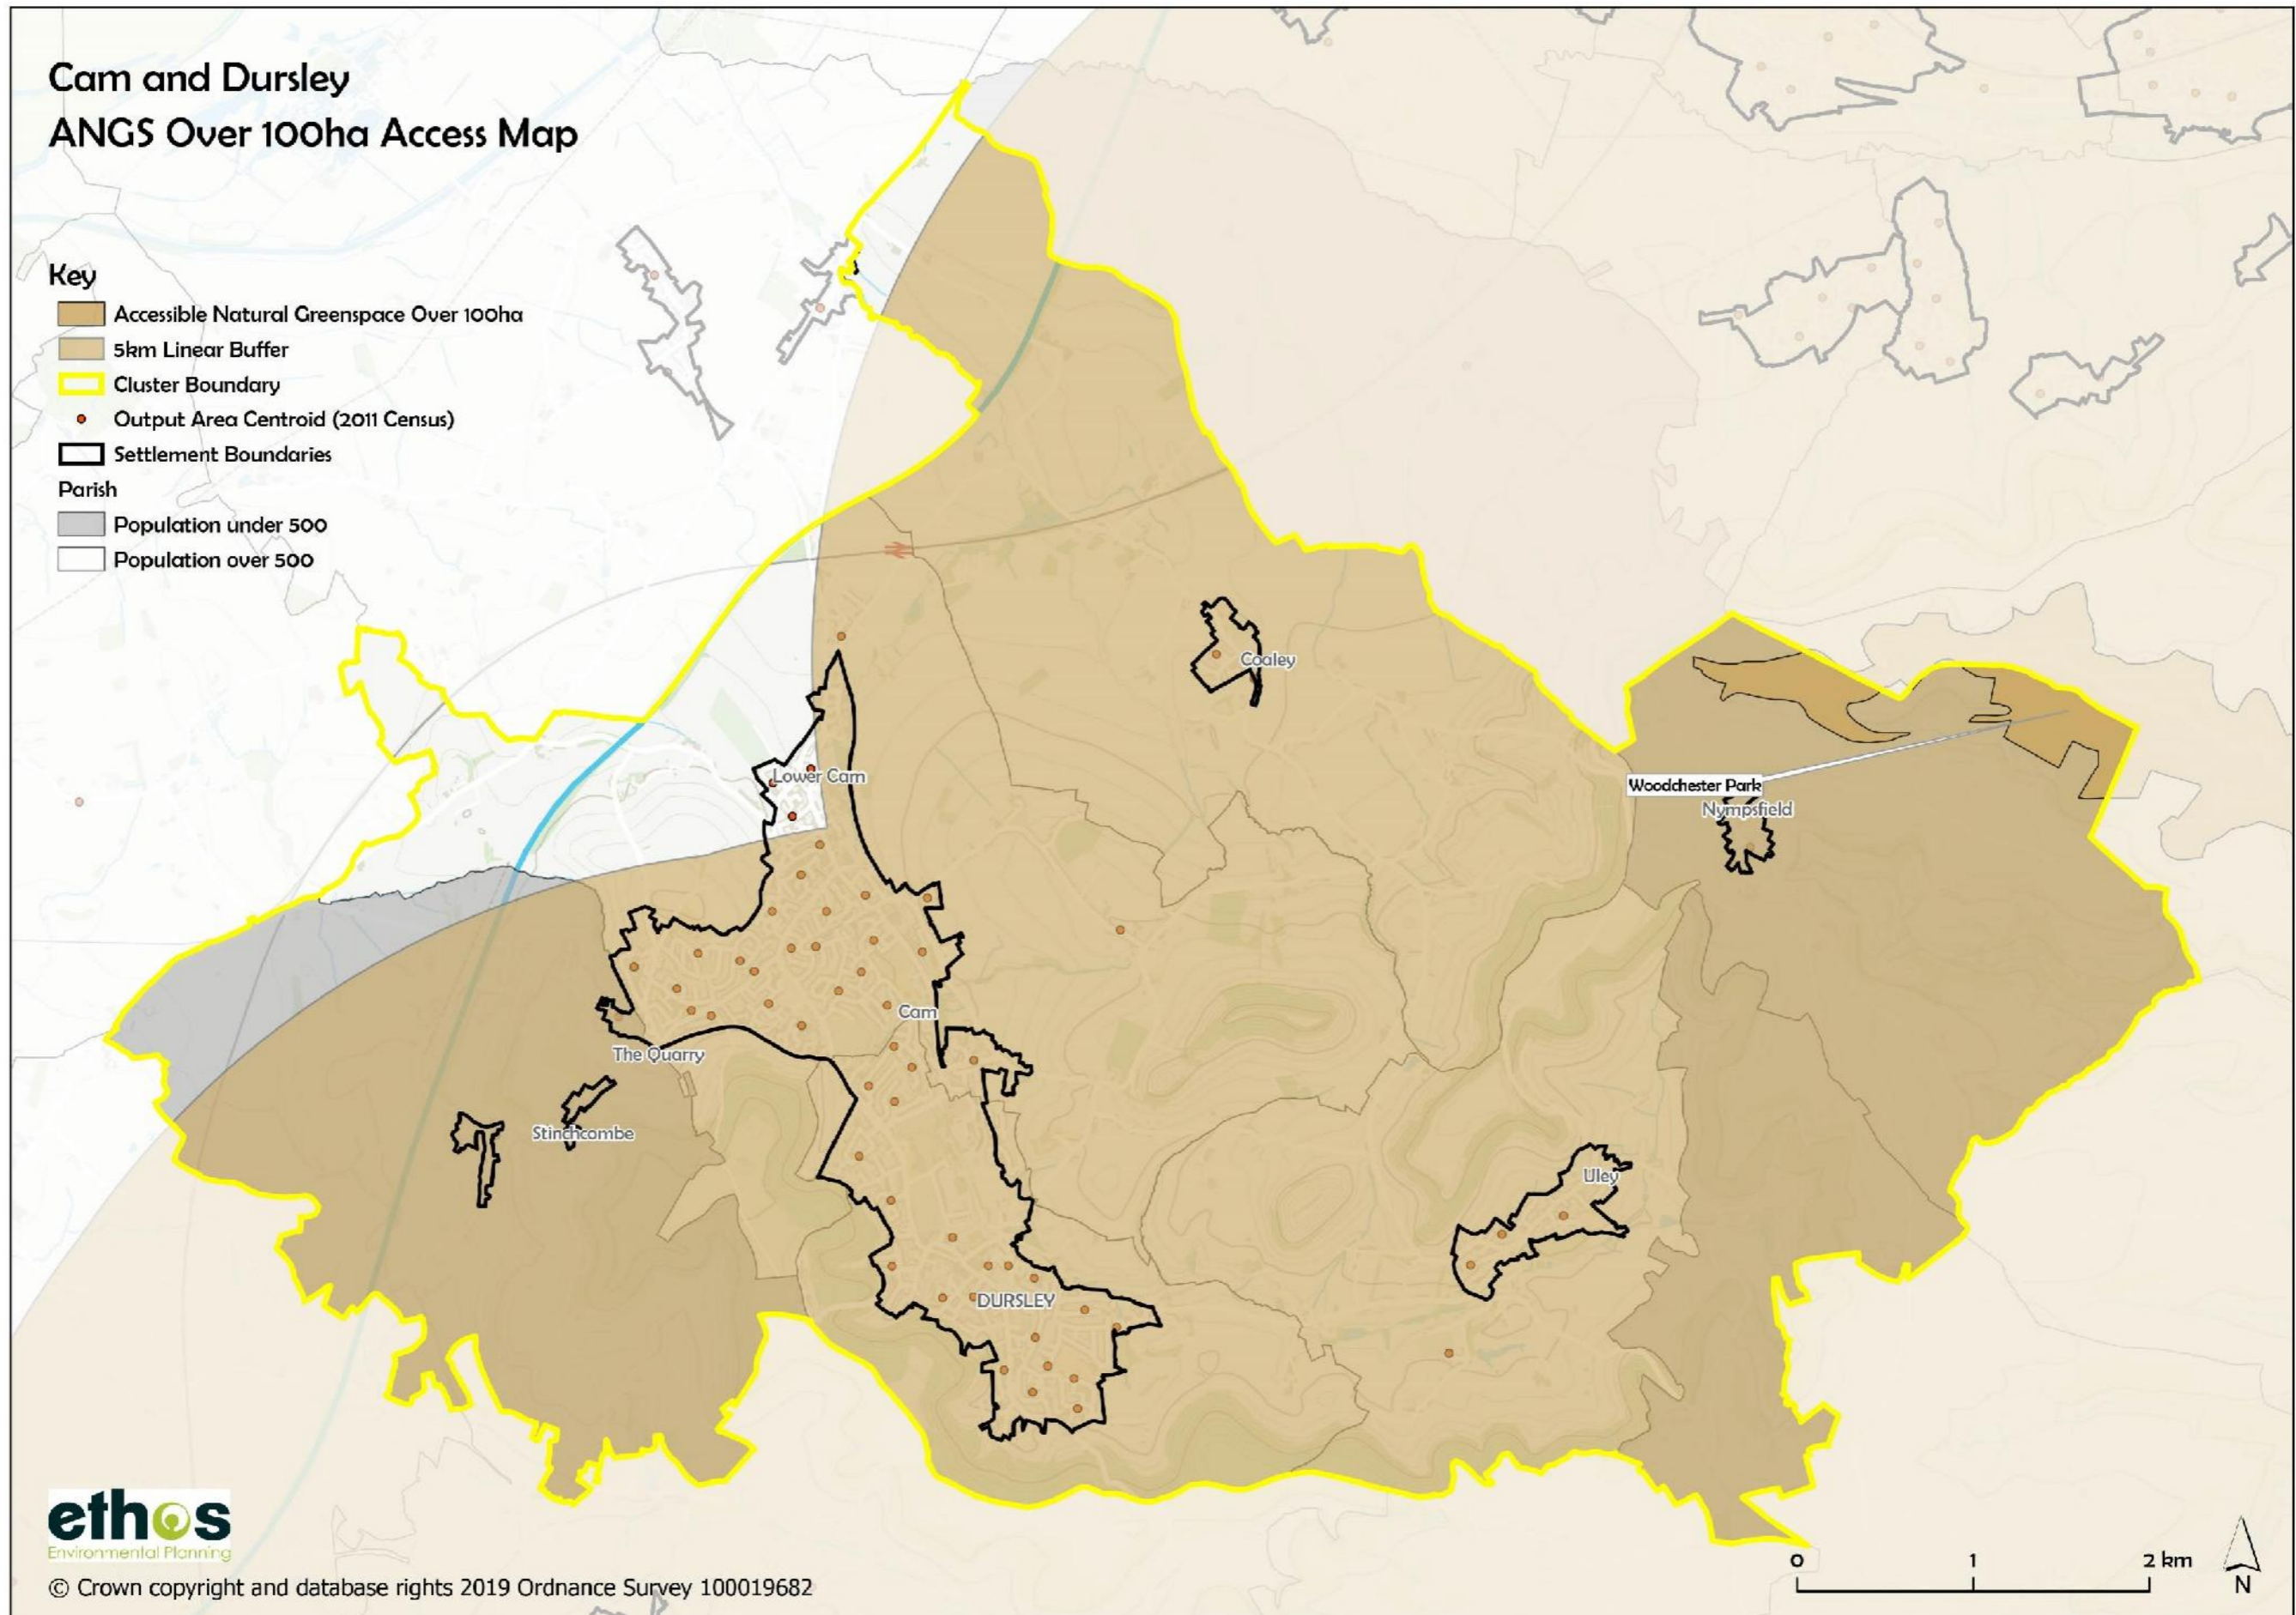 Cam and Dursley
ANGS Over 100ha Access Map
Key
Accessible Natural Greenspace Over 100ha
5km Linear Buffer
Cluster Boundary
Output Area Centroid (2011 Census)
Settlement Boundaries
Parish
Population under 500
Population over 500
Coaley
Lower Cam
Woodchester Park
Nympsfield
Cam
The Quarry
Stinchcombe
Uley
DURSLEY
ethos
Environmental Planning
© Crown copyright and database rights 2019 Ordnance Survey 100019682
0 1 2 km
N